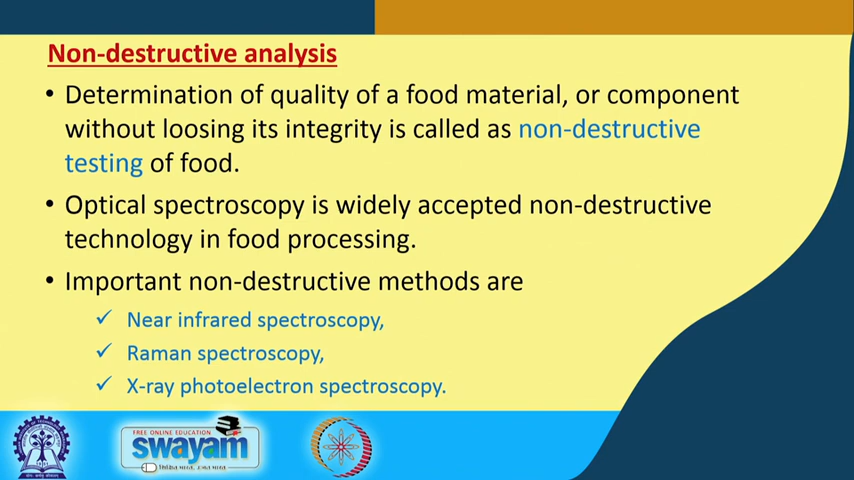 Non-destructive analysis
• Determination of quality of a food material, or component
without loosing its integrity is called as non-destructive
testing of food.
• Optical spectroscopy is widely accepted non-destructive
technology in food processing.
• Important non-destructive methods are
✓ Near infrared spectroscopy,
✓ Raman spectroscopy,
✓ X-ray photoelectron spectroscopy.
FREE ONLINE EDUCATION
swayam